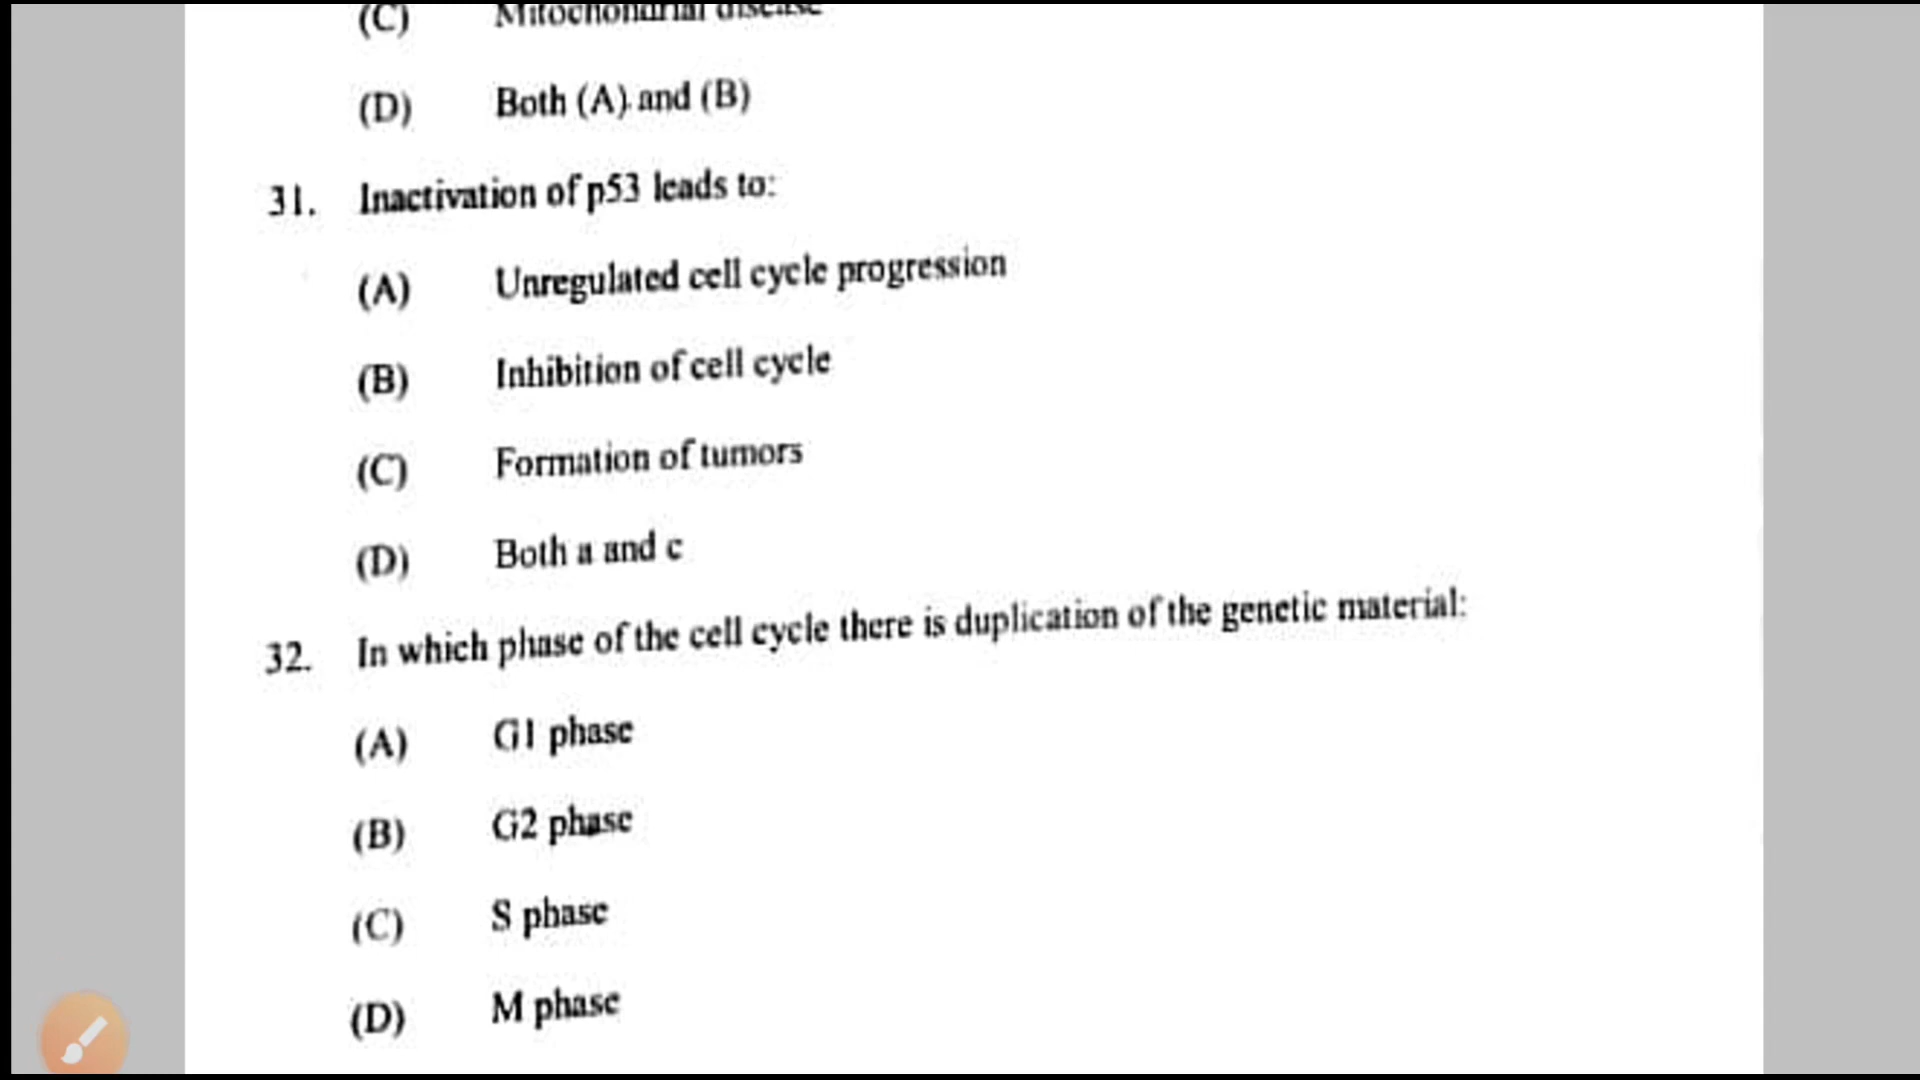 (C) Mitochondrial disease
(D) Both (A) and (B)
31. Inactivation of p53 leads to:
(A) Unregulated cell cycle progression
(B) Inhibition of cell cycle
(C) Formation of tumors
(D) Both a and c
32. In which phase of the cell cycle there is duplication of the genetic material:
(A) G1 phase
(B) G2 phase
(C) S phase
(D) M phase